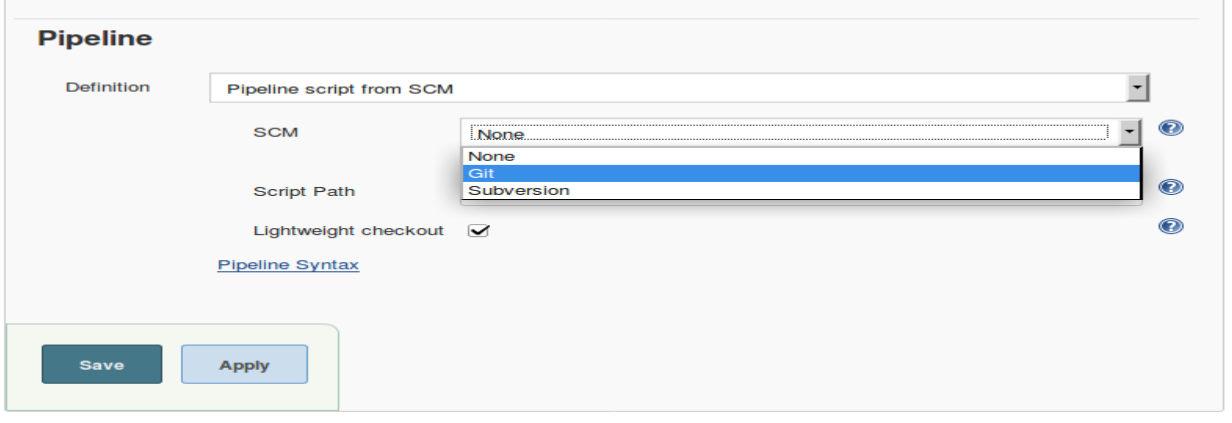 Pipeline
Definition
Pipeline script from SCM
SCM
None
None
Git
Subversion
Script Path
Lightweight checkout
Pipeline Syntax
Save
Apply